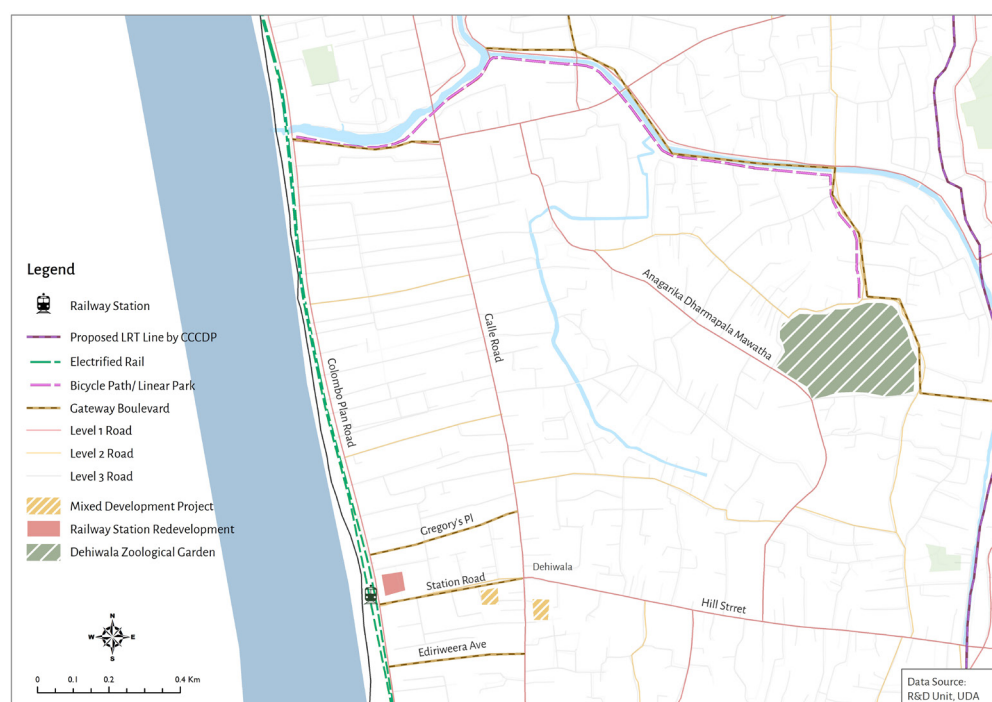 Legend
Railway Station
Proposed LRT Line by CCCDP
Electrified Rail
Bicycle Path/ Linear Park
Gateway Boulevard
Level 1 Road
Level 2 Road
Level 3 Road
Mixed Development Project
Railway Station Redevelopment
Dehiwala Zoological Garden
N
W E
S
0 0.1 0.2 0.4 Km
Colombo Plan Road
Galle Road
Anagarika Dharmapala Mawatha
Gregory's Pl
Station Road
Dehiwala
Hill Strret
Ediriweera Ave
Data Source:
R&D Unit, UDA